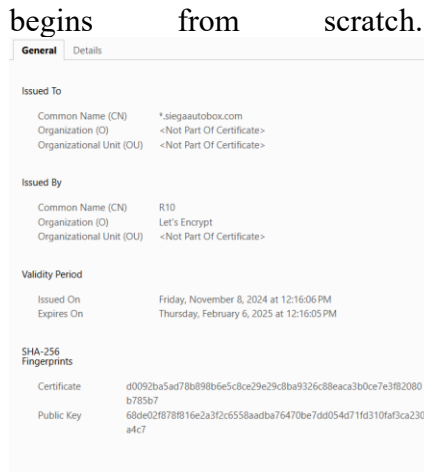 begins from scratch.
General Details
Issued To
Common Name (CN) *.siegaautobox.com
Organization (O) <Not Part Of Certificate>
Organizational Unit (OU) <Not Part Of Certificate>
Issued By
Common Name (CN) R10
Organization (O) Let's Encrypt
Organizational Unit (OU) <Not Part Of Certificate>
Validity Period
Issued On Friday, November 8, 2024 at 12:16:06 PM
Expires On Thursday, February 6, 2025 at 12:16:05 PM
SHA-256
Fingerprints
Certificate d0092ba5ad78b898b6e5c8ce29e29c8ba9326c88eaca3b0ce7e3f82080
b785b7
Public Key 68de02f878f816e2a3f2c6558aadba76470be7dd054d71fd310faf3ca230
a4c7